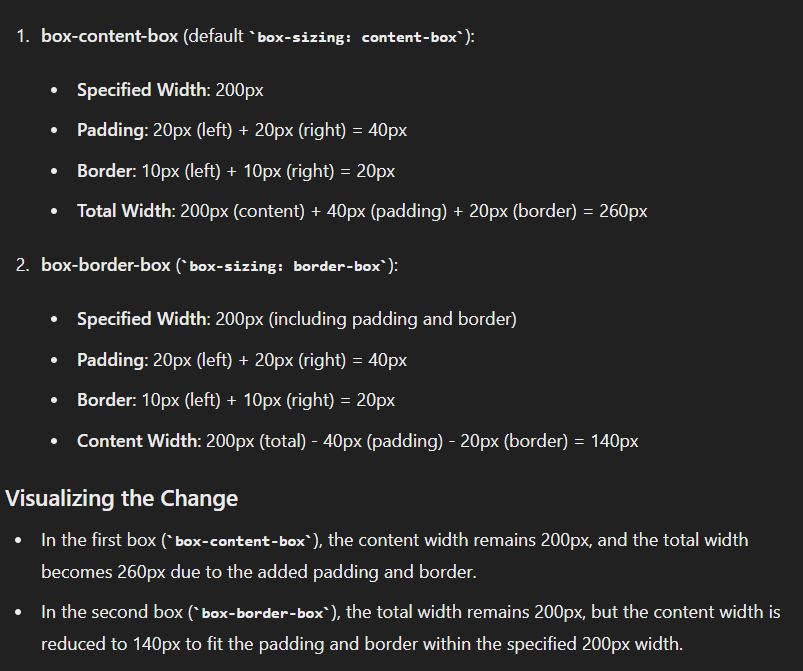 1. box-content-box (default `box-sizing: content-box`):
• Specified Width: 200px
• Padding: 20px (left) + 20px (right) = 40px
• Border: 10px (left) + 10px (right) = 20px
• Total Width: 200px (content) + 40px (padding) + 20px (border) = 260px
2. box-border-box (`box-sizing: border-box`):
• Specified Width: 200px (including padding and border)
• Padding: 20px (left) + 20px (right) = 40px
• Border: 10px (left) + 10px (right) = 20px
• Content Width: 200px (total) - 40px (padding) - 20px (border) = 140px
Visualizing the Change
• In the first box (`box-content-box`), the content width remains 200px, and the total width
becomes 260px due to the added padding and border.
• In the second box (`box-border-box`), the total width remains 200px, but the content width is
reduced to 140px to fit the padding and border within the specified 200px width.